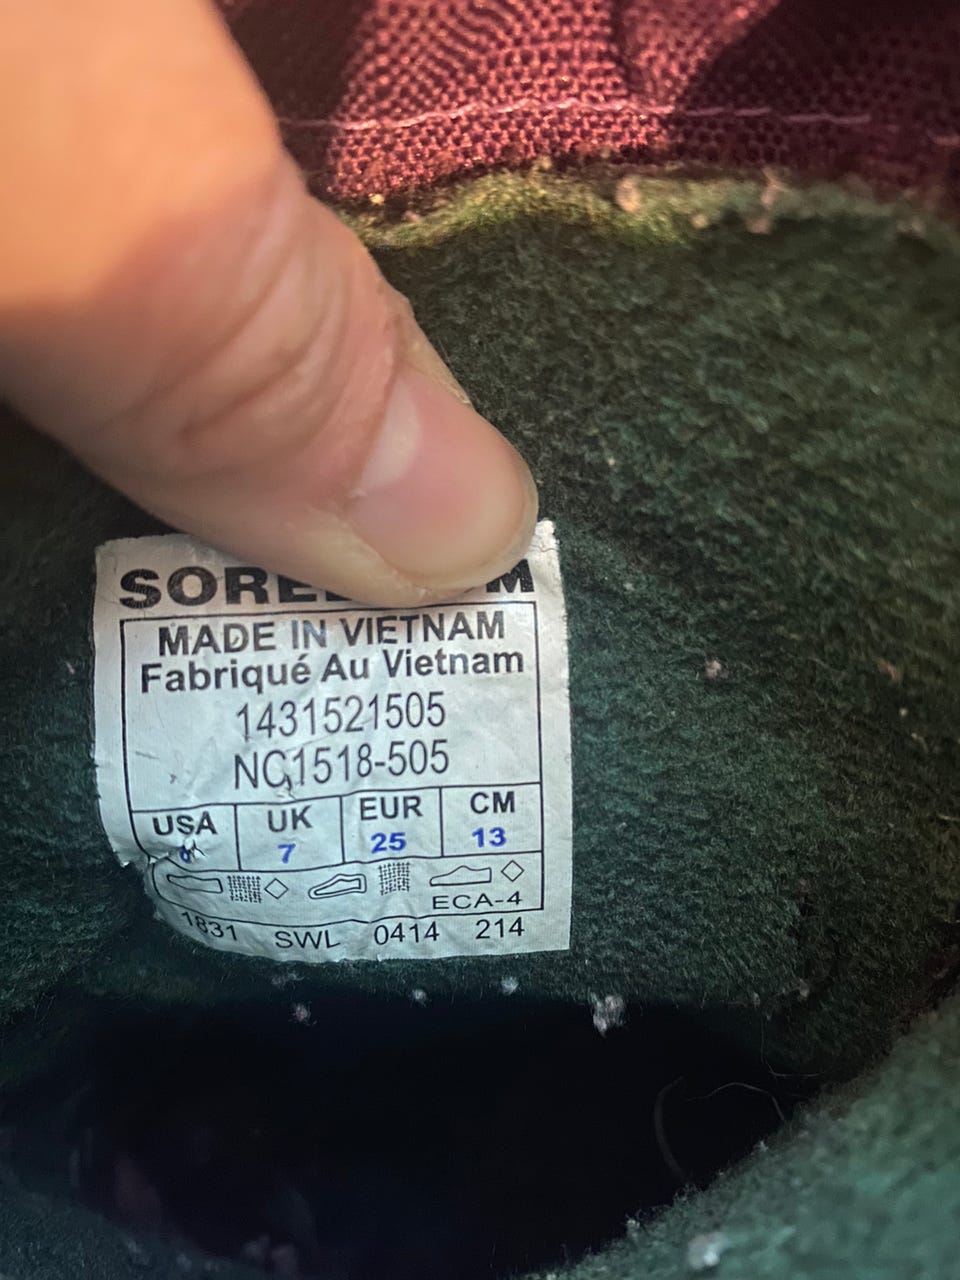 MADE IN VIETNAM
Fabriqué Au Vietnam
1431521505
NC1518-505
USA UK EUR CM
7 25 13
ECA-4
1831 SWL 0414 214